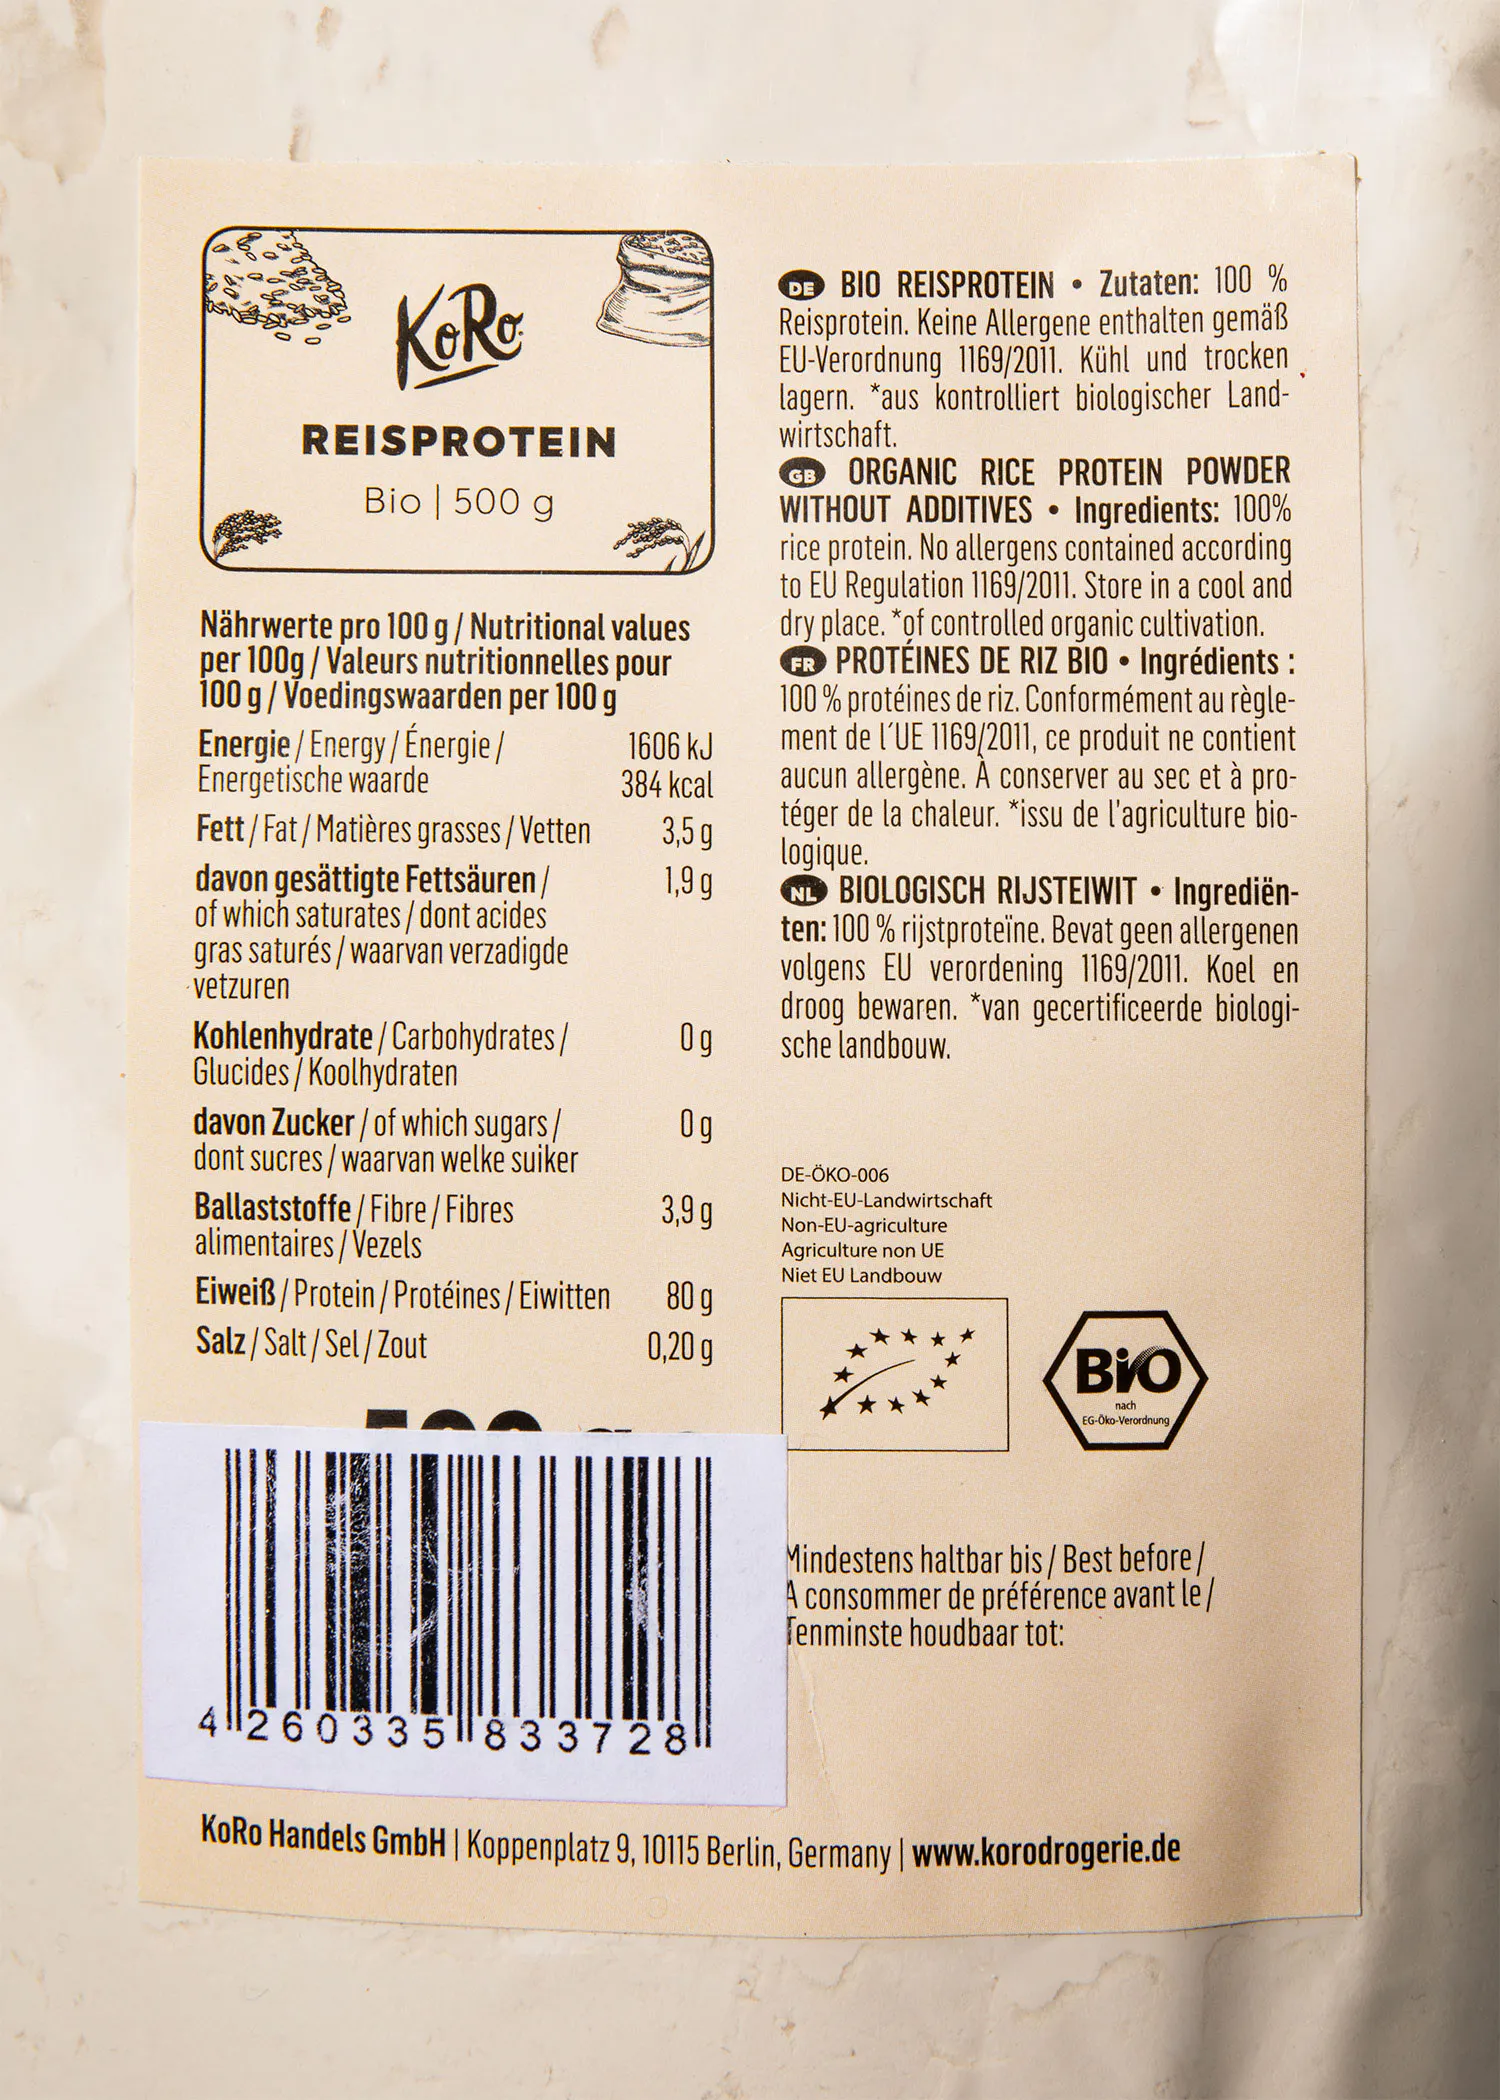 KoRo
REISPROTEIN
Bio | 500 g
Nährwerte pro 100 g / Nutritional values
per 100g / Valeurs nutritionnelles pour
100 g / Voedingswaarden per 100 g
Energie / Energy / Énergie / 1606 kJ
Energetische waarde 384 kcal
Fett / Fat / Matières grasses / Vetten 3,5 g
davon gesättigte Fettsäuren / 1,9 g
of which saturates / dont acides
gras saturés / waarvan verzadigde
vetzuren
Kohlenhydrate / Carbohydrates / 0 g
Glucides / Koolhydraten
davon Zucker / of which sugars / 0 g
dont sucres / waarvan welke suiker
Ballaststoffe / Fibre / Fibres 3,9 g
alimentaires / Vezels
Eiweiß / Protein / Protéines / Eiwitten 80 g
Salz / Salt / Sel / Zout 0,20 g
4 260335 833728
DE BIO REISPROTEIN • Zutaten: 100 %
Reisprotein. Keine Allergene enthalten gemäß
EU-Verordnung 1169/2011. Kühl und trocken
lagern. *aus kontrolliert biologischer Land-
wirtschaft.
GB ORGANIC RICE PROTEIN POWDER
WITHOUT ADDITIVES • Ingredients: 100%
rice protein. No allergens contained according
to EU Regulation 1169/2011. Store in a cool and
dry place. *of controlled organic cultivation.
FR PROTÉINES DE RIZ BIO • Ingrédients :
100 % protéines de riz. Conformément au règle-
ment de l´UE 1169/2011, ce produit ne contient
aucun allergène. À conserver au sec et à pro-
téger de la chaleur. *issu de l'agriculture bio-
logique.
NL BIOLOGISCH RIJSTEIWIT • Ingrediën-
ten: 100 % rijstproteïne. Bevat geen allergenen
volgens EU verordening 1169/2011. Koel en
droog bewaren. *van gecertificeerde biologi-
sche landbouw.
DE-ÖKO-006
Nicht-EU-Landwirtschaft
Non-EU-agriculture
Agriculture non UE
Niet EU Landbouw
Bio
nach
EG-Öko-Verordnung
Mindestens haltbar bis / Best before /
A consommer de préférence avant le /
Tenminste houdbaar tot:
KoRo Handels GmbH | Koppenplatz 9, 10115 Berlin, Germany | www.korodrogerie.de